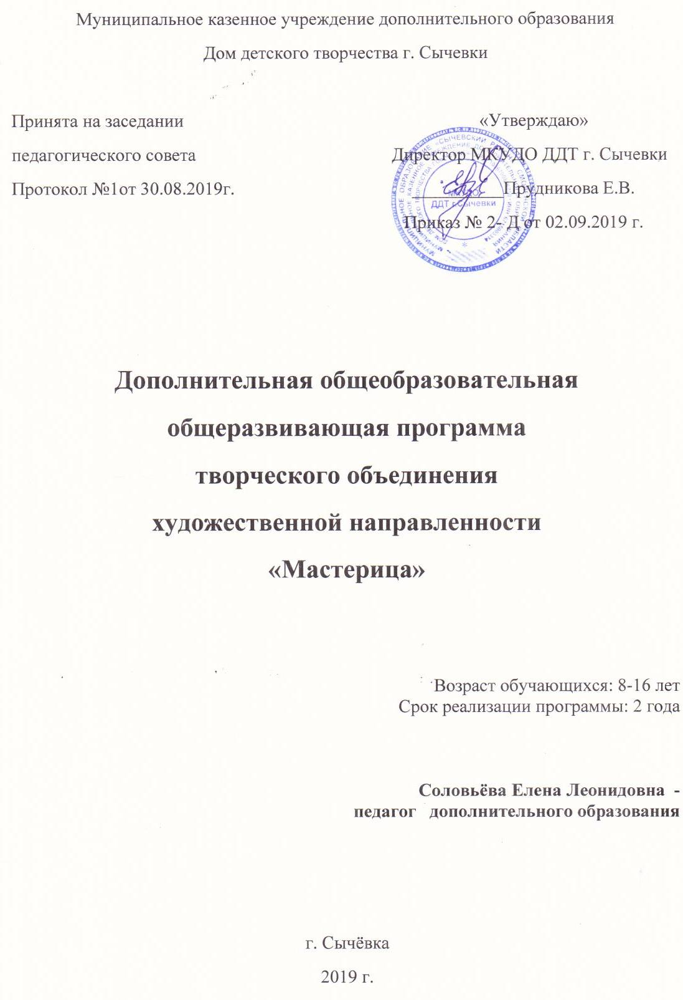 Муниципальное казенное учреждение дополнительного образования
Дом детского творчества г. Сычевки
Принята на заседании
педагогического совета
Протокол №1от 30.08.2019г.
«Утверждаю»
Директор МКУДО ДДТ г. Сычевки
Прудникова Е.В.
Приказ № 2- Д от 02.09.2019 г.
ДДТ г.Сычевки
Дополнительная общеобразовательная
общеразвивающая программа
творческого объединения
художественной направленности
«Мастерица»
Возраст обучающихся: 8-16 лет
Срок реализации программы: 2 года
Соловьёва Елена Леонидовна -
педагог дополнительного образования
г. Сычёвка
2019 г.